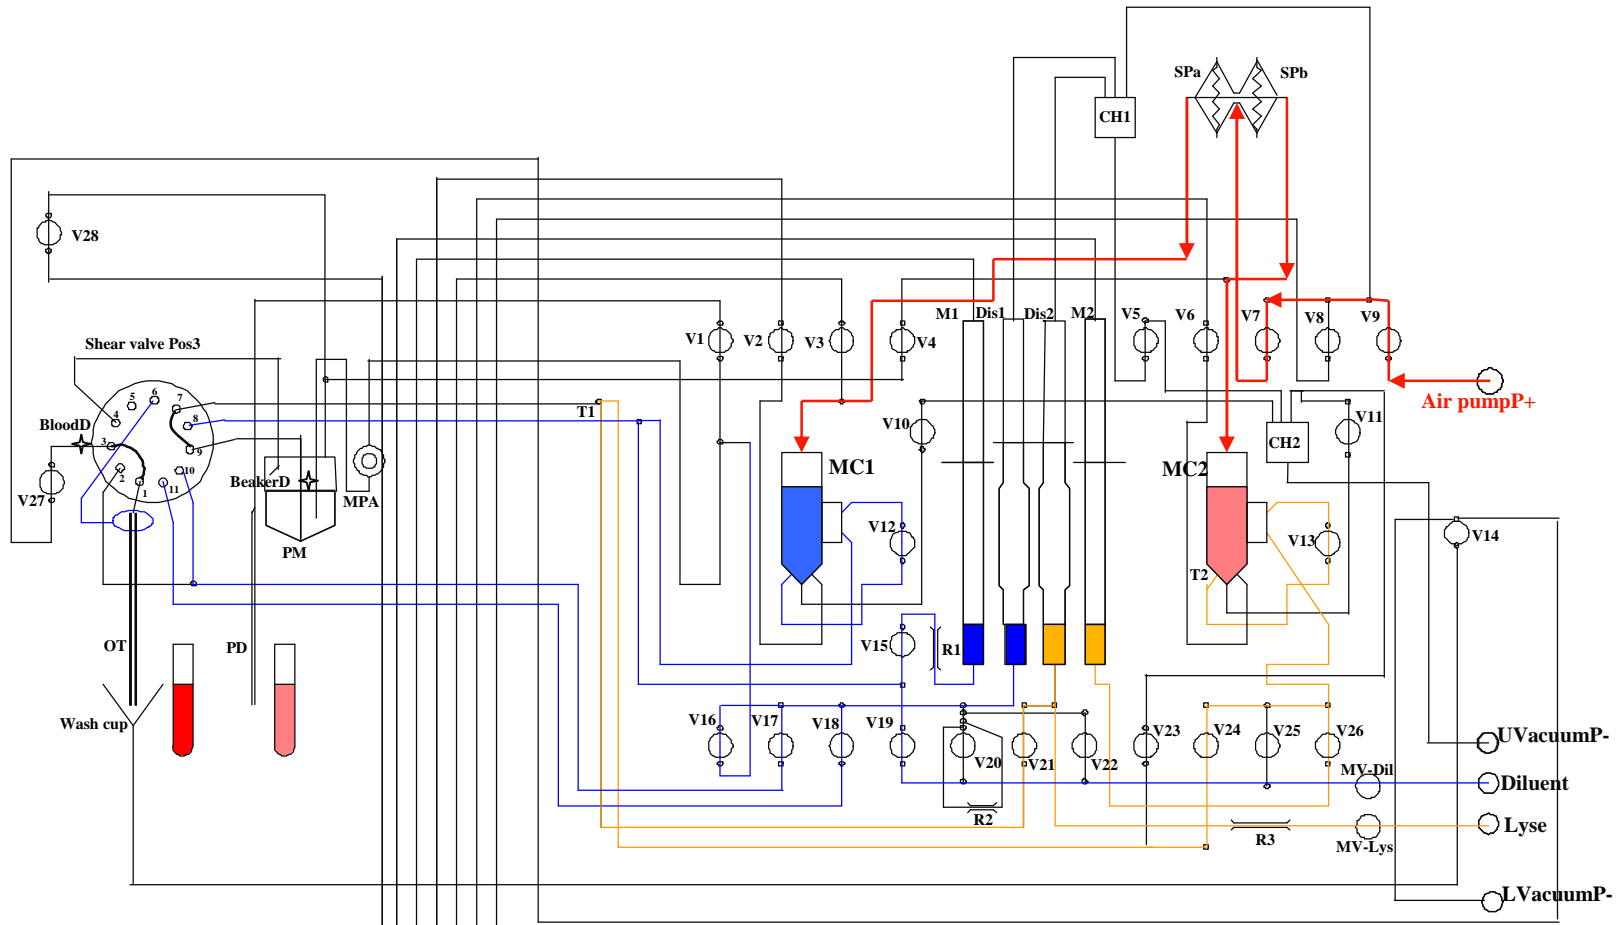 SPa
SPb
CH1
V28
M1
Dis1
Dis2
M2
V1
V2
V3
V4
V5
V6
V7
V8
V9
Shear valve Pos3
Air pumpP+
5
6
7
4
8
T1
BloodD
3
9
V10
CH2
V11
2
10
1
11
BeakerD
MC1
MC2
V27
MPA
PM
V12
V13
V14
T2
OT
PD
V15
R1
Wash cup
V16
V17
V18
V19
V20
V21
V22
V23
V24
V25
V26
UVacuumP-
MV-Dil
Diluent
R2
Lyse
R3
MV-Lys
LVacuumP-